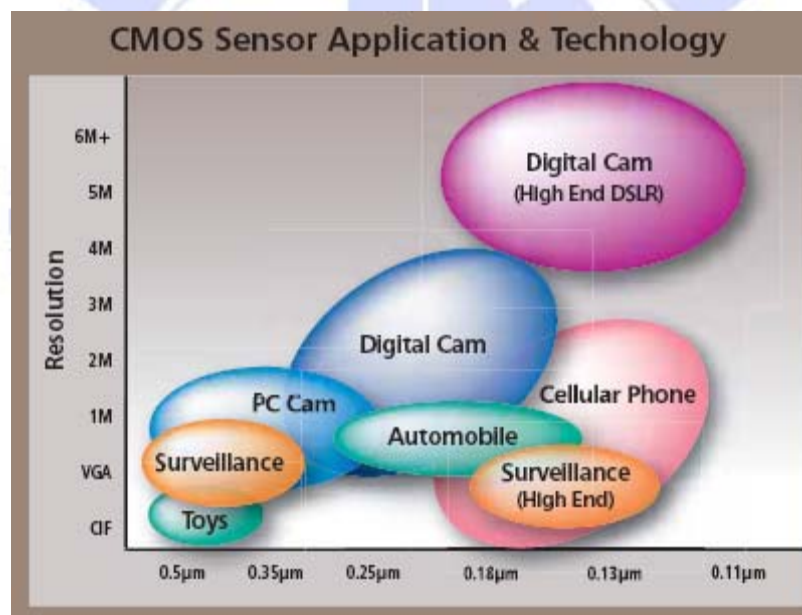 CMOS Sensor Application & Technology
Resolution
6M+
5M
4M
3M
2M
1M
VGA
CIF
Digital Cam
(High End DSLR)
Digital Cam
Cellular Phone
PC Cam
Automobile
Surveillance
Surveillance
(High End)
Toys
0.5µm 0.35µm 0.25µm 0.18µm 0.13µm 0.11µm